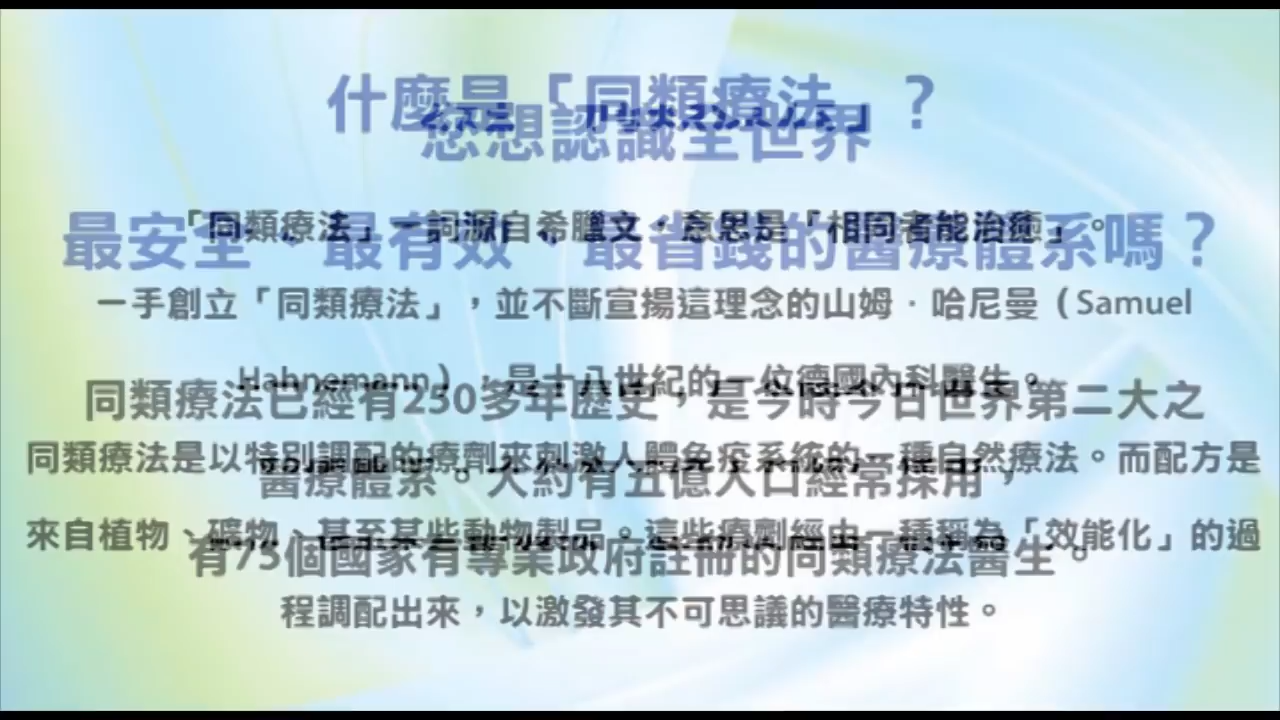 什麼是「同類療法」？
您想認識全世界
「同類療法」一詞源自希臘文，意思是「相同者能治癒」。
最安全、最有效、最省錢的醫療體系嗎？
一手創立「同類療法」，並不斷宣揚這理念的山姆．哈尼曼（Samuel
Hahnemann），是十八世紀的一位德國內科醫生。
同類療法已經有250多年歷史，是今時今日世界第二大之
同類療法是以特別調配的療劑來刺激人體免疫系統的一種自然療法。而配方是
醫療體系。大約有五億人口經常採用，
來自植物、礦物、甚至某些動物製品。這些療劑經由一種稱為「效能化」的過
有75個國家有專業政府註冊的同類療法醫生。
程調配出來，以激發其不可思議的醫療特性。